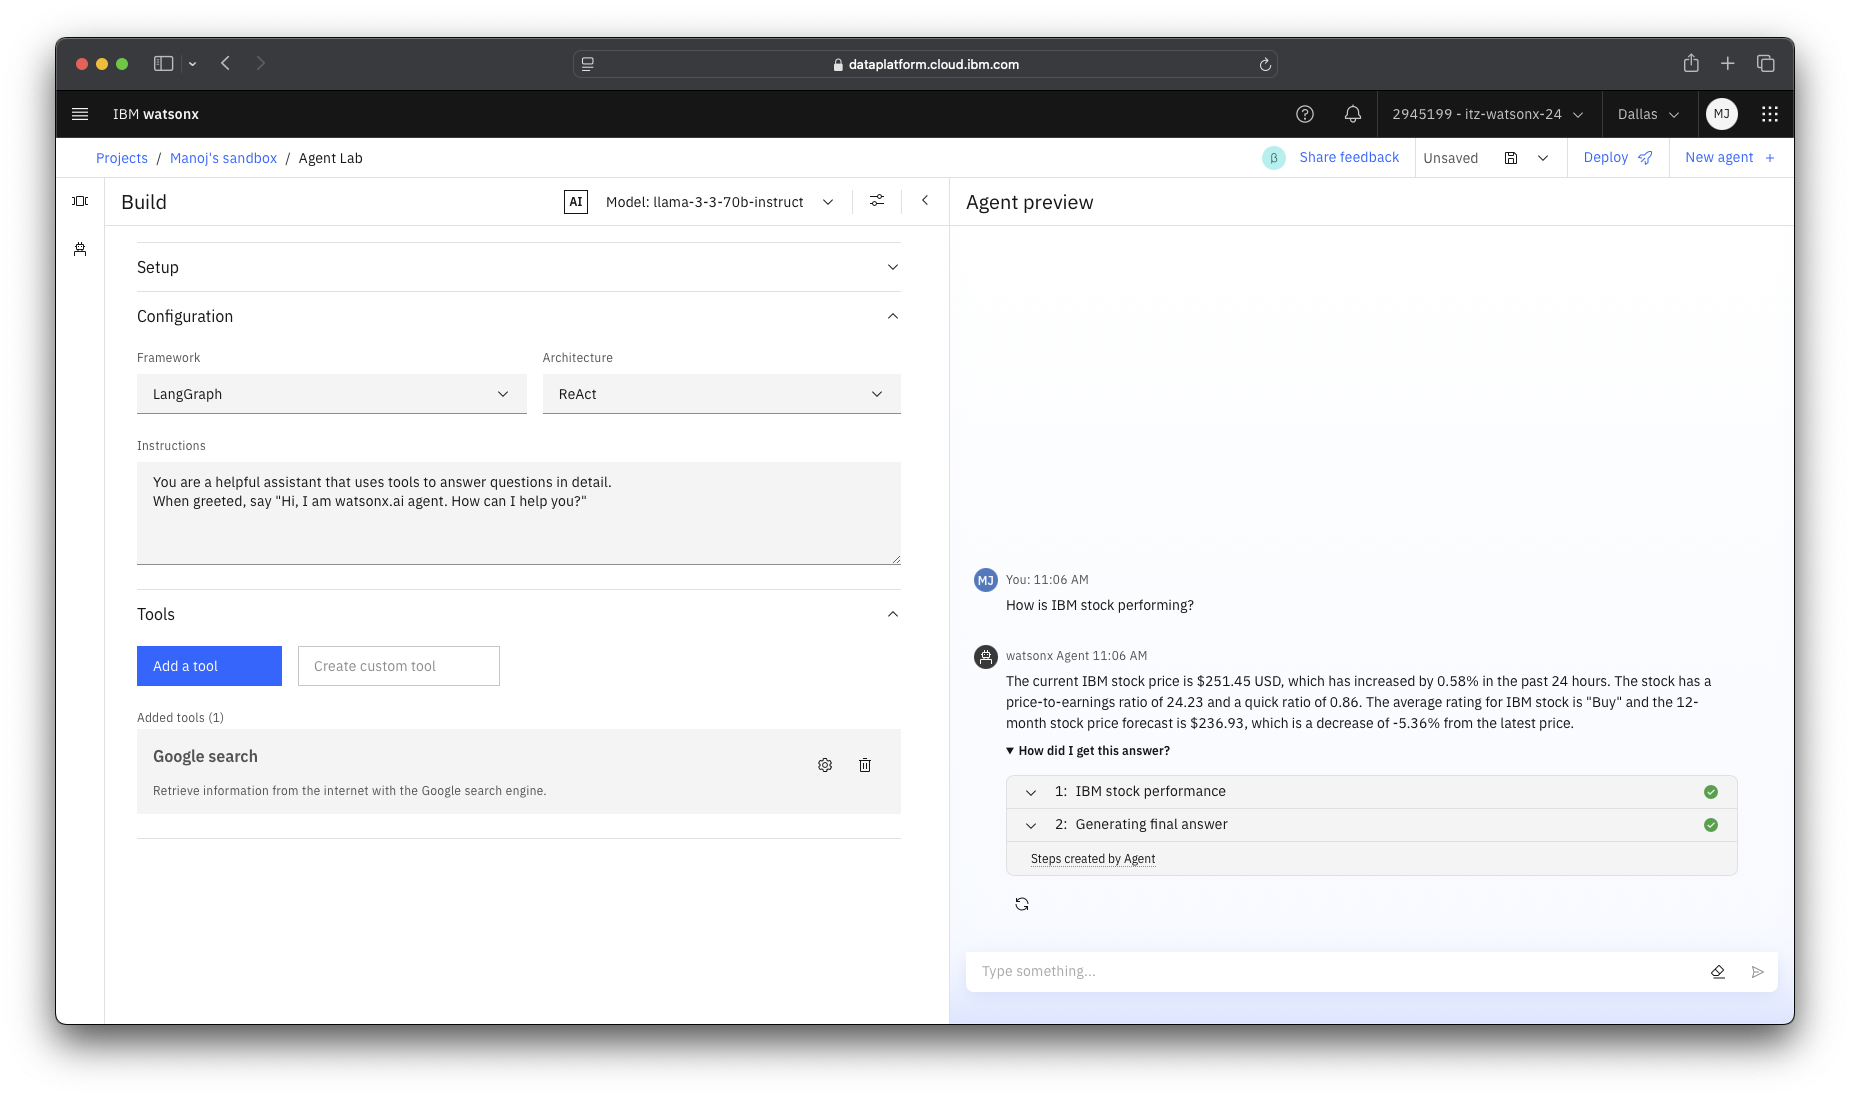 dataplatform.cloud.ibm.com
IBM watsonx
2945199 - itz-watsonx-24
Dallas
MJ
Projects / Manoj's sandbox / Agent Lab
β Share feedback
Unsaved
Deploy
New agent +
Build
AI Model: llama-3-3-70b-instruct
Setup
Configuration
Framework
Architecture
LangGraph
ReAct
Instructions
You are a helpful assistant that uses tools to answer questions in detail.
When greeted, say "Hi, I am watsonx.ai agent. How can I help you?"
Tools
Add a tool
Create custom tool
Added tools (1)
Google search
Retrieve information from the internet with the Google search engine.
Agent preview
MJ You: 11:06 AM
How is IBM stock performing?
watsonx Agent 11:06 AM
The current IBM stock price is $251.45 USD, which has increased by 0.58% in the past 24 hours. The stock has a
price-to-earnings ratio of 24.23 and a quick ratio of 0.86. The average rating for IBM stock is "Buy" and the 12-
month stock price forecast is $236.93, which is a decrease of -5.36% from the latest price.
▼ How did I get this answer?
1: IBM stock performance
2: Generating final answer
Steps created by Agent
Type something...